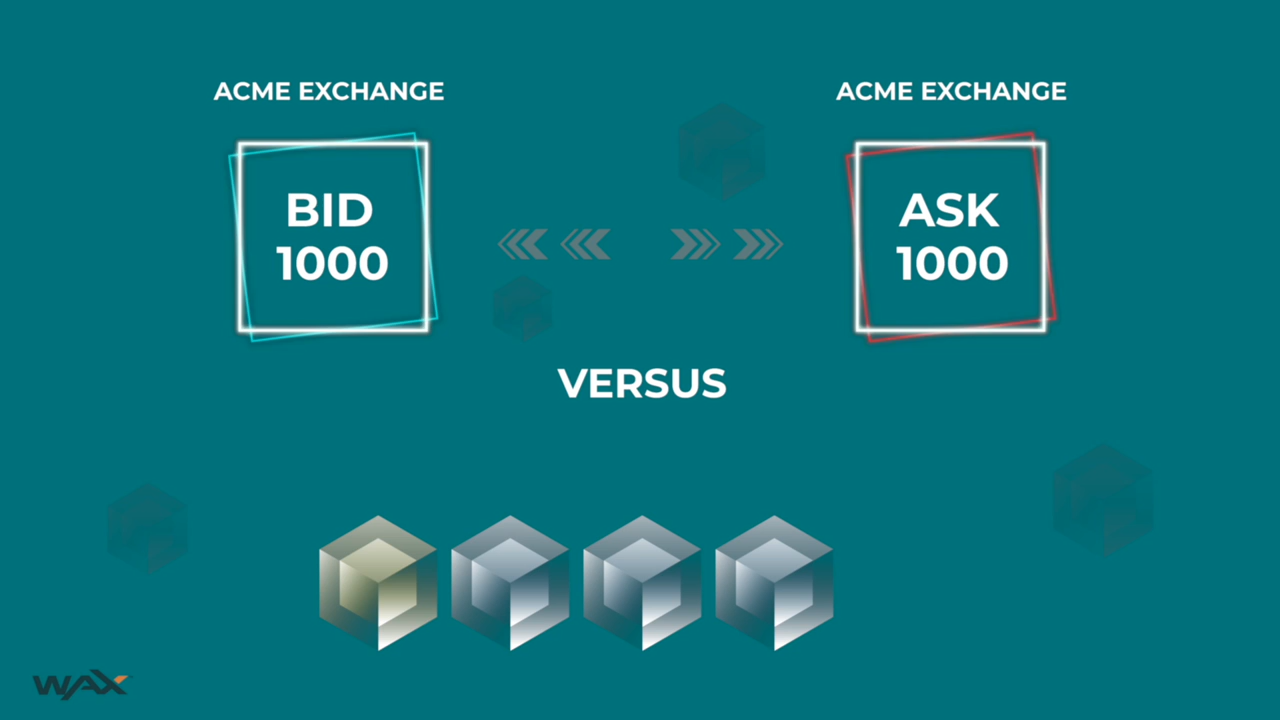 ACME EXCHANGE
BID
1000
ACME EXCHANGE
ASK
1000
VERSUS
WAX